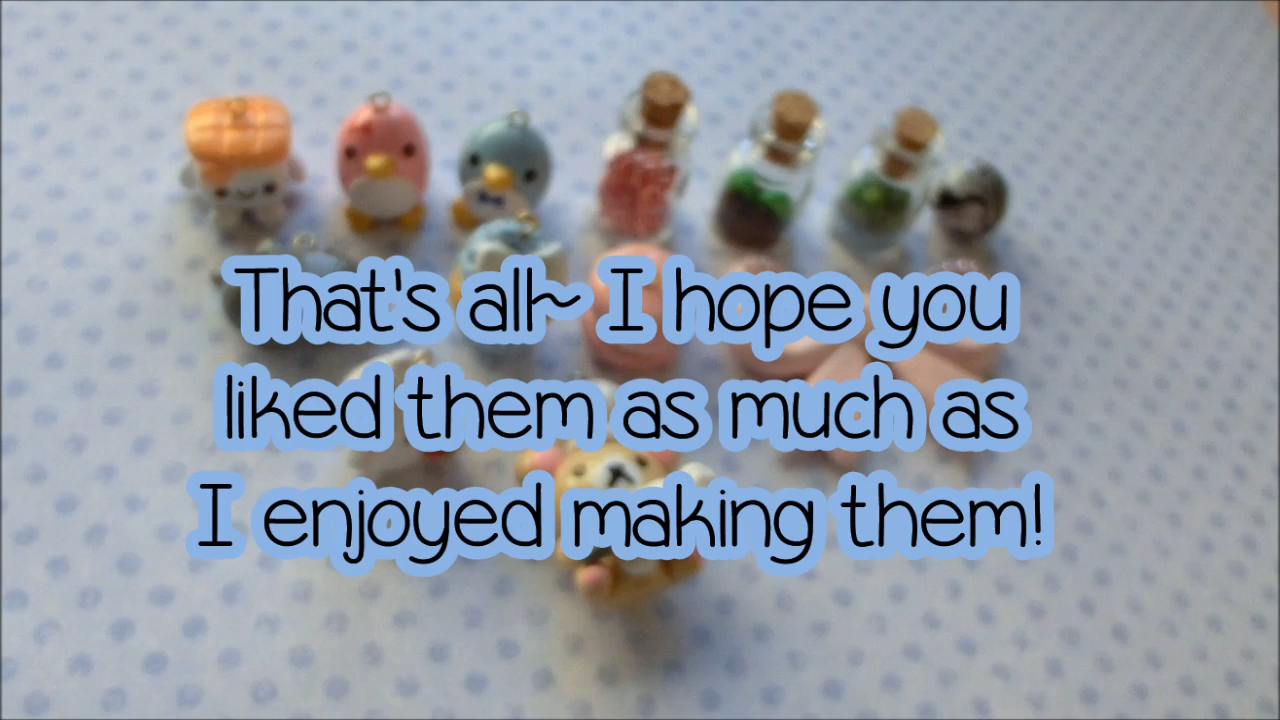 That's all~ I hope you
liked them as much as
I enjoyed making them!